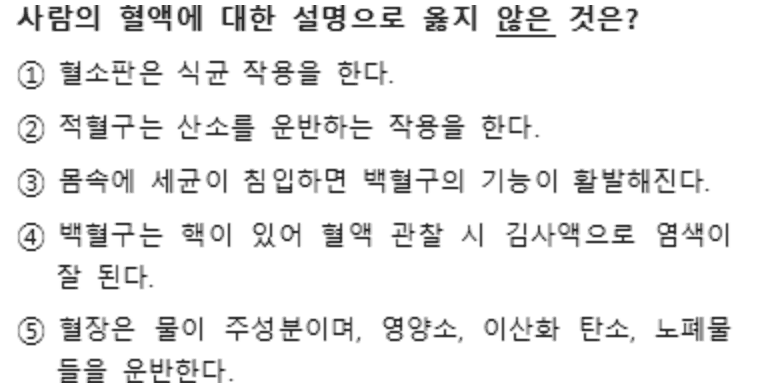 사람의 혈액에 대한 설명으로 옳지 않은 것은?
① 혈소판은 식균 작용을 한다.
② 적혈구는 산소를 운반하는 작용을 한다.
③ 몸속에 세균이 침입하면 백혈구의 기능이 활발해진다.
④ 백혈구는 핵이 있어 혈액 관찰 시 김사액으로 염색이
잘 된다.
⑤ 혈장은 물이 주성분이며, 영양소, 이산화 탄소, 노폐물
들을 운반한다.